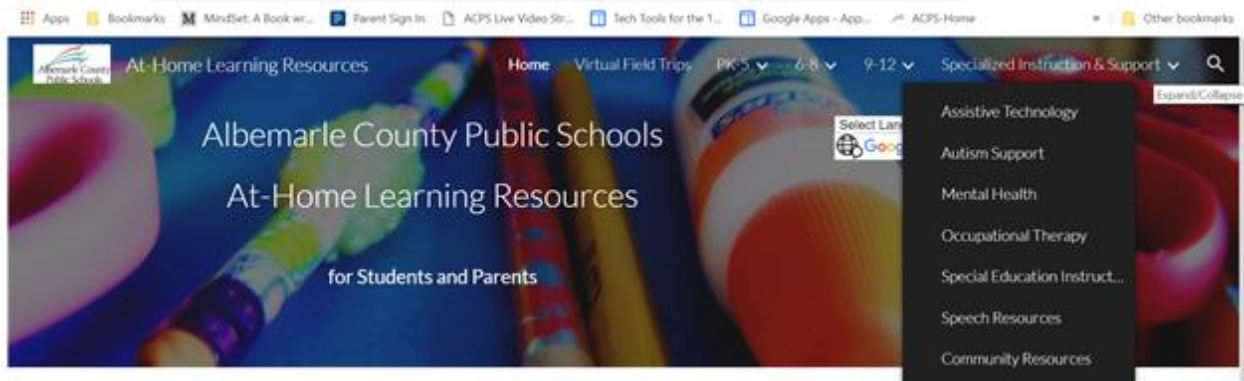 Apps Bookmarks M MindSet: A Book wr... P Parent Sign In ACPS Live Video Str... Tech Tools for the 1... Google Apps - App... ACPS-Home » Other bookmarks
Albemarle County
Public Schools
At-Home Learning Resources Home Virtual Field Trips PK-5 6-8 9-12 Specialized Instruction & Support
Expand/Collapse
Albemarle County Public Schools
At-Home Learning Resources
for Students and Parents
Select Lan
Goog
Assistive Technology
Autism Support
Mental Health
Occupational Therapy
Special Education Instruct...
Speech Resources
Community Resources